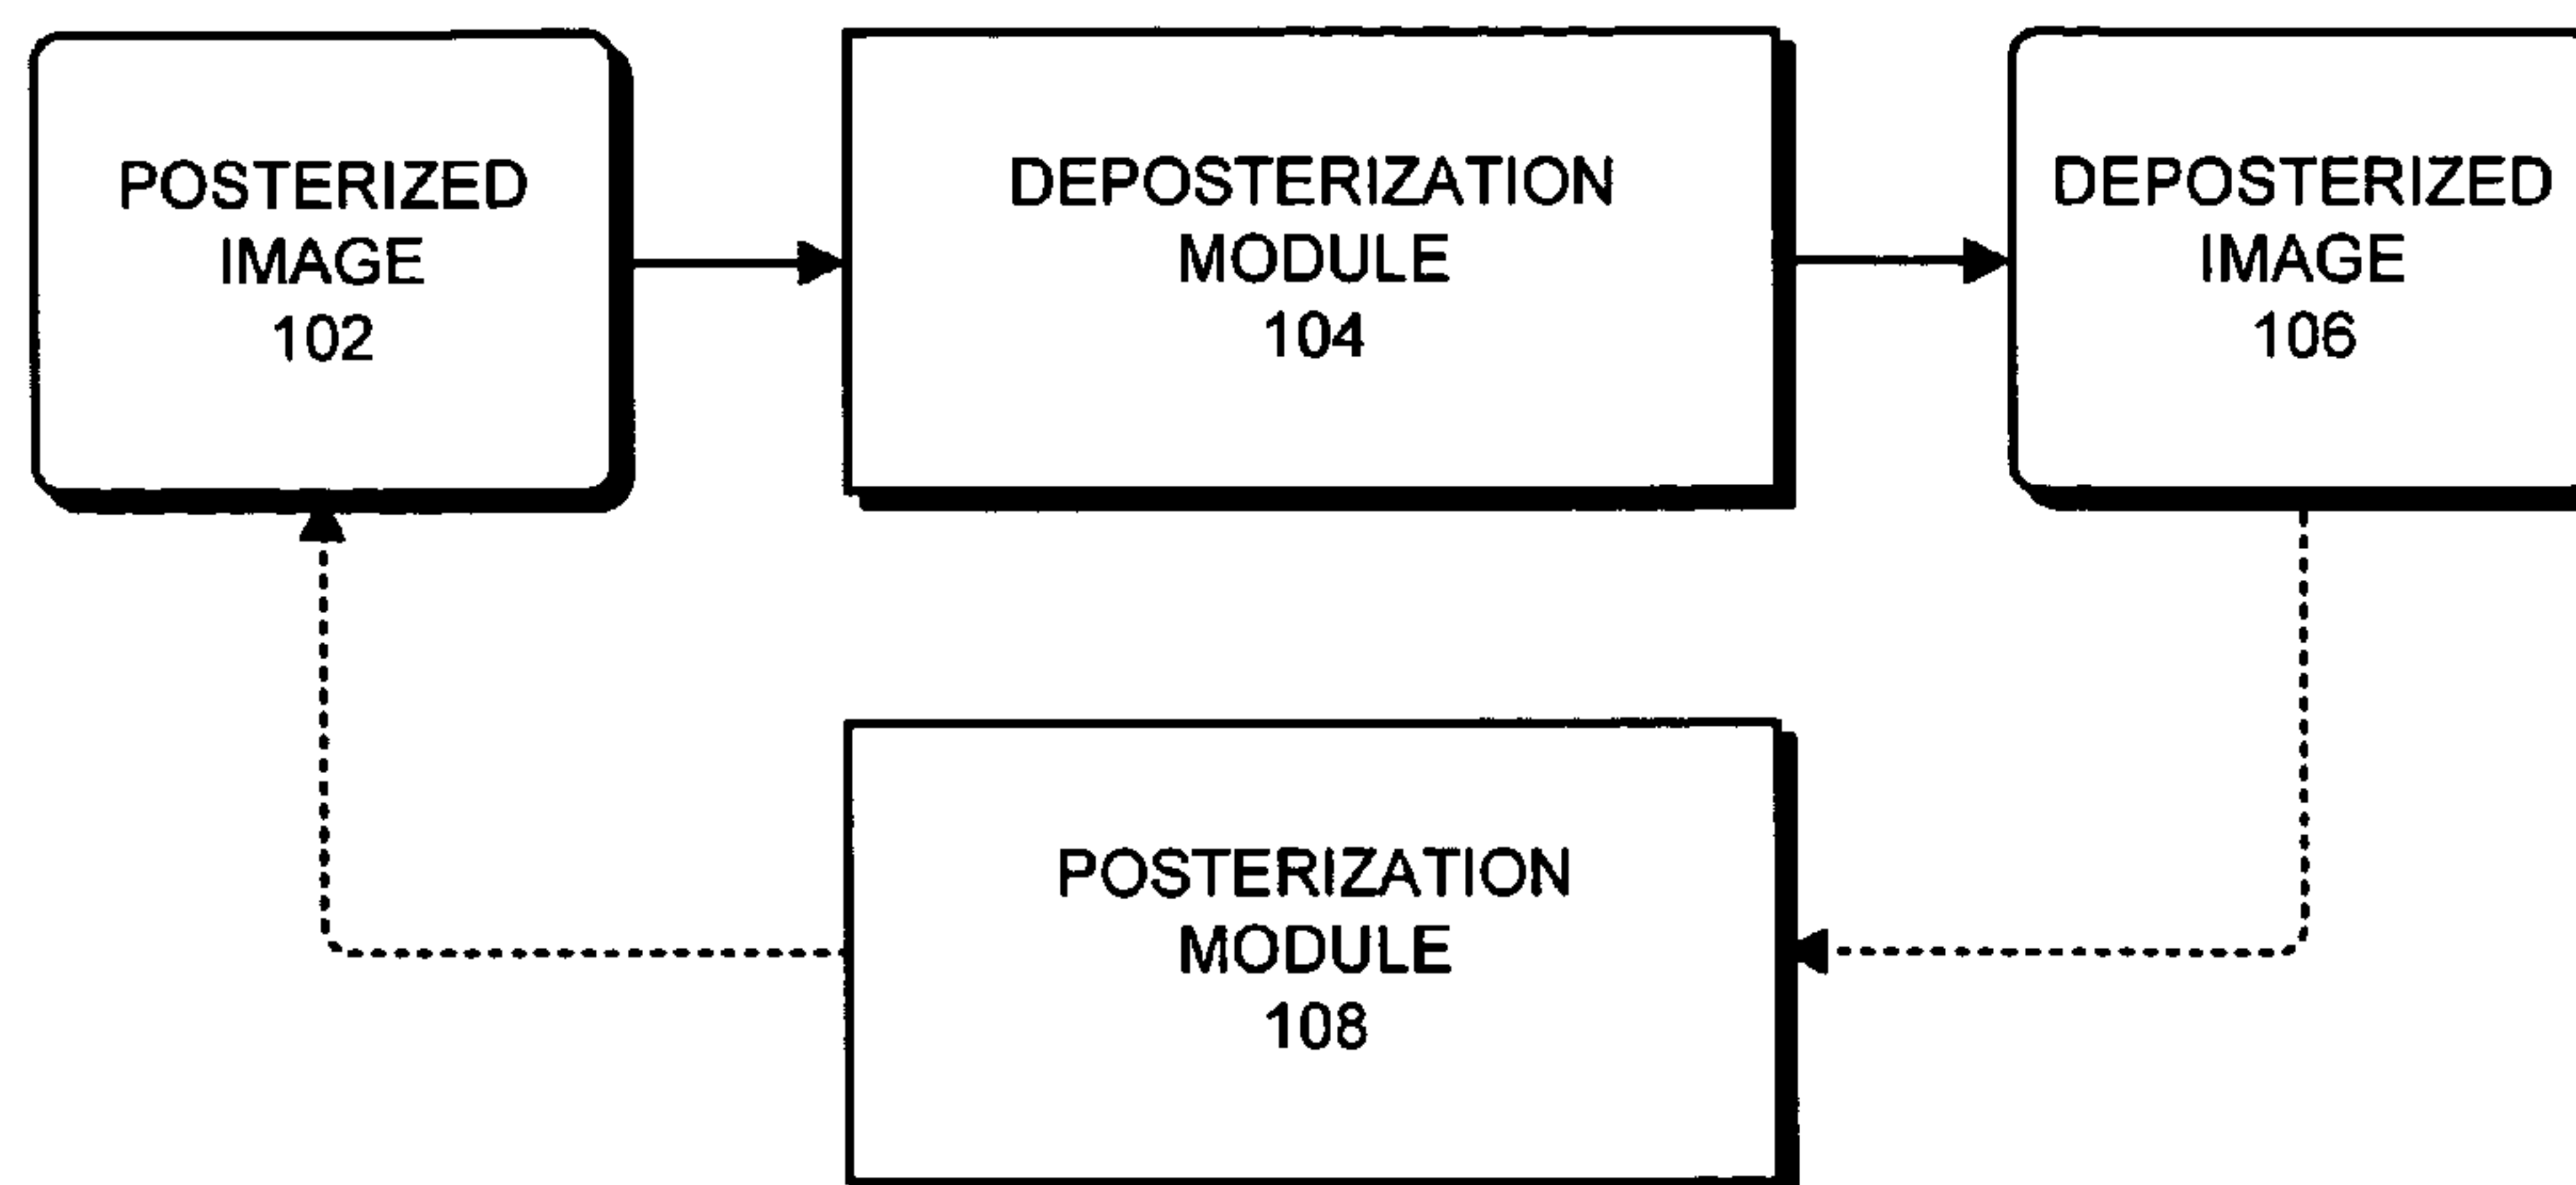 POSTERIZED
IMAGE
102
DEPOSTERIZATION
MODULE
104
DEPOSTERIZED
IMAGE
106
POSTERIZATION
MODULE
108